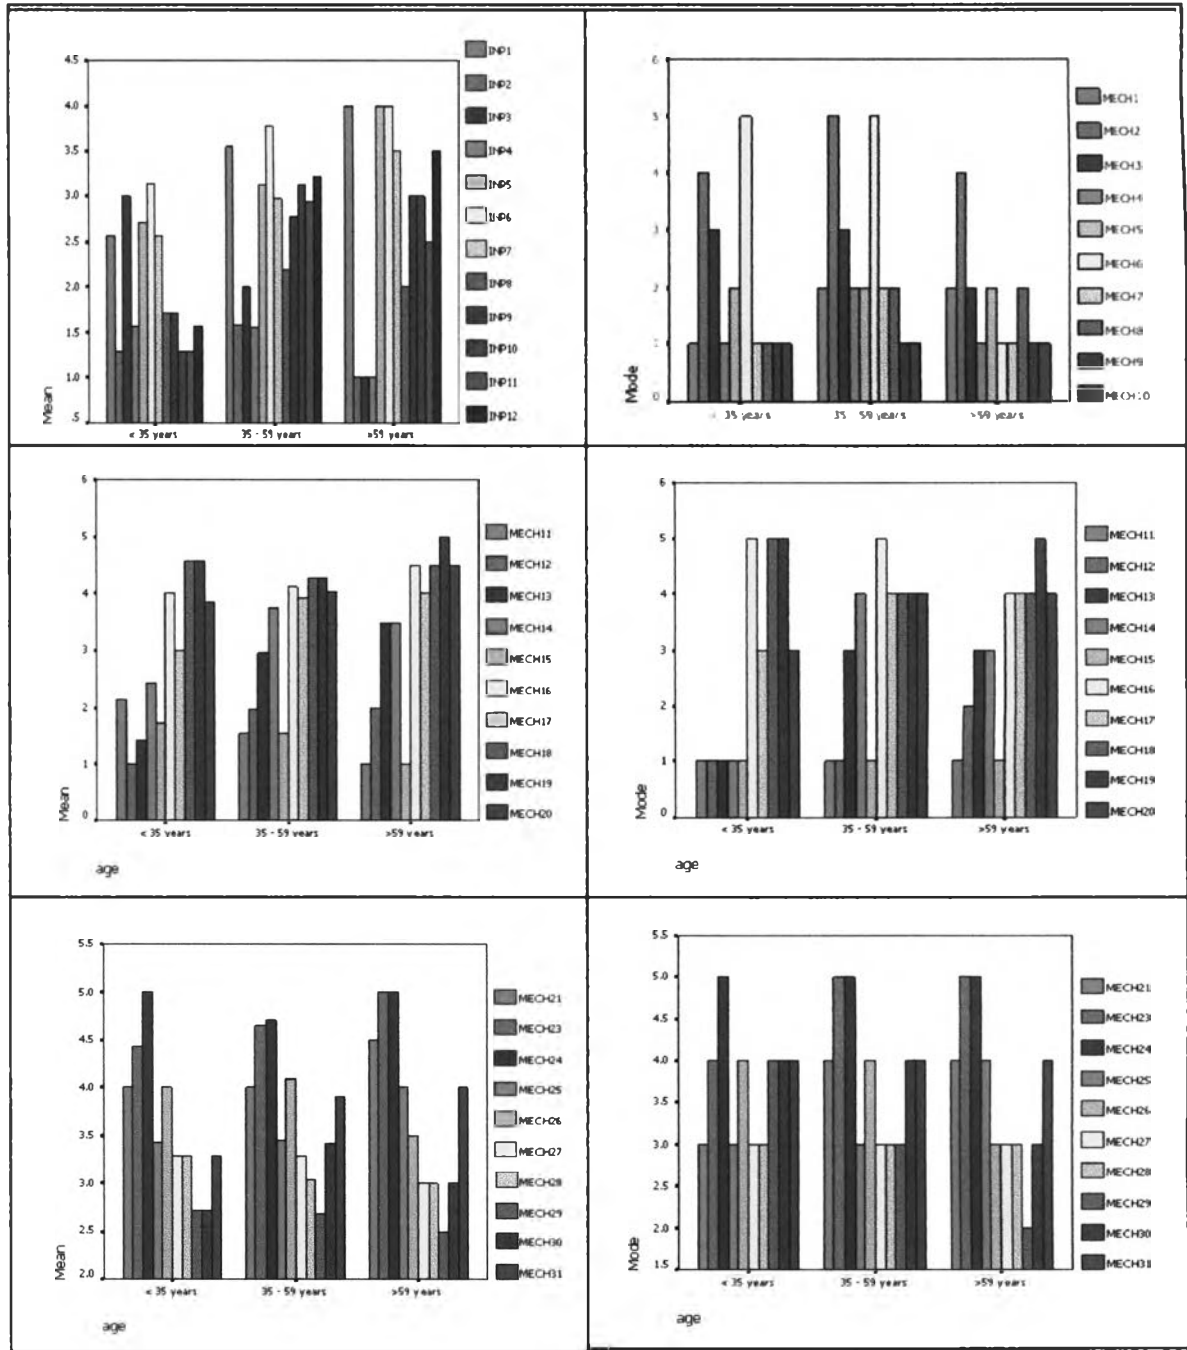 4.5
4.0
3.5
3.0
2.5
2.0
1.5
1.0
.5
Mean
< 35 years
35 - 59 years
>59 years
INP1
INP2
INP3
INP4
INP5
INP6
INP7
INP8
INP9
INP10
INP11
INP12
6
5
4
3
2
1
0
Mode
35 years
35 - 59 years
>59 years
MECH1
MECH2
MECH3
MECH4
MECH5
MECH6
MECH7
MECH8
MECH9
MECH10
6
5
4
3
2
1
0
Mean
< 35 years
35 - 59 years
>59 years
age
MECH11
MECH12
MECH13
MECH14
MECH15
MECH16
MECH17
MECH18
MECH19
MECH20
6
5
4
3
2
1
0
Mode
< 35 years
35 - 59 years
>59 years
age
MECH11
MECH12
MECH13
MECH14
MECH15
MECH16
MECH17
MECH18
MECH19
MECH20
5.5
5.0
4.5
4.0
3.5
3.0
2.5
2.0
Mean
< 35 years
35 - 59 years
>59 years
age
MECH21
MECH23
MECH24
MECH25
MECH26
MECH27
MECH28
MECH29
MECH30
MECH31
5.5
5.0
4.5
4.0
3.5
3.0
2.5
2.0
1.5
Mode
< 35 years
35 - 59 years
>59 years
age
MECH21
MECH23
MECH24
MECH25
MECH26
MECH27
MECH28
MECH29
MECH30
MECH31